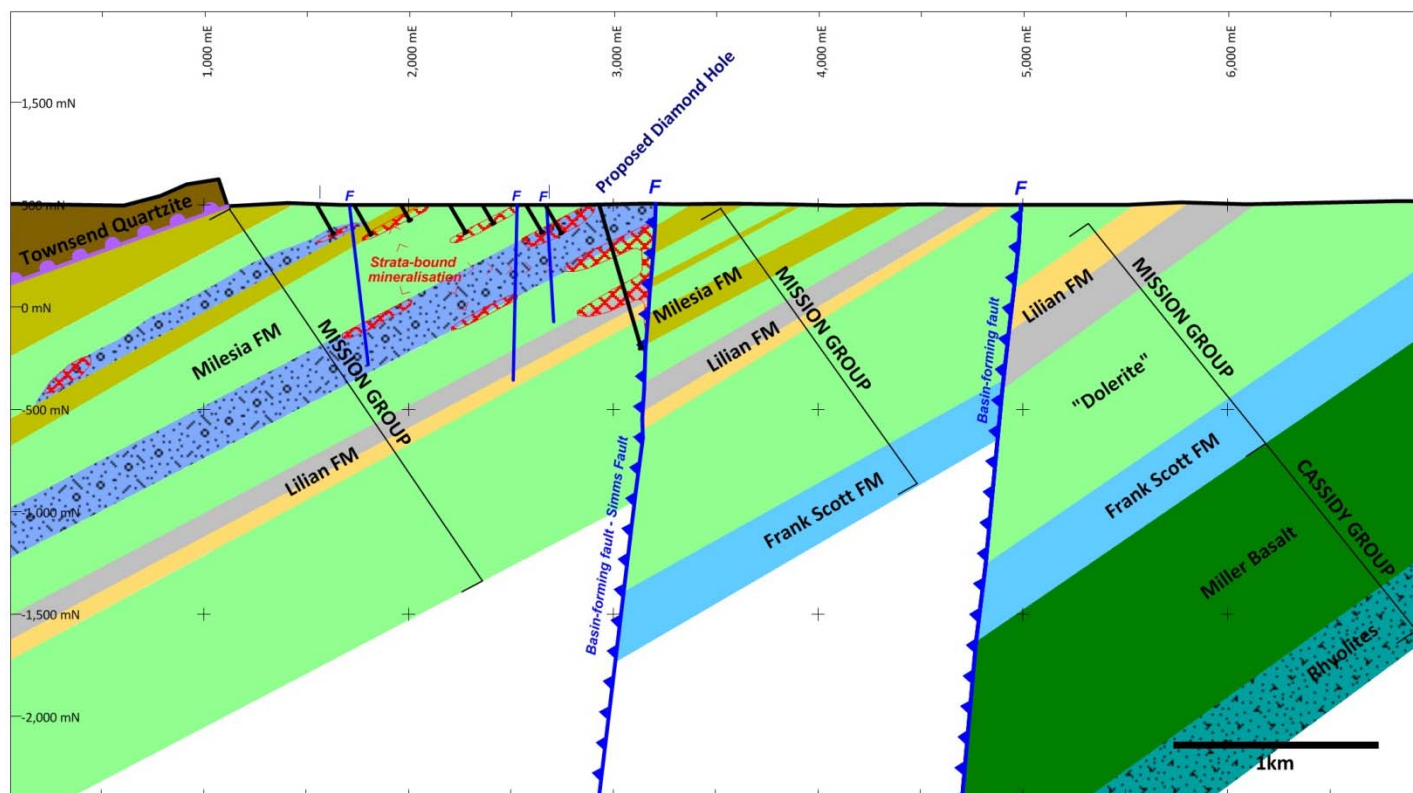 1,000 mE
2,000 mE
3,000 mE
4,000 mE
5,000 mE
6,000 mE
1,500 mN
Proposed Diamond Hole
500 mN
F
F
F
F
F
Townsend Quartzite
Strata-bound
mineralisation
Milesia FM
MISSION GROUP
Lilian FM
0 mN
-500 mN
-1,000 mN
-1,500 mN
-2,000 mN
Basin-forming fault - Simms Fault
Milesia FM
Lilian FM
MISSION GROUP
Frank Scott FM
Basin-forming fault
Lilian FM
MISSION GROUP
"Dolerite"
Frank Scott FM
CASSIDY GROUP
Miller Basalt
Rhyolites
1km